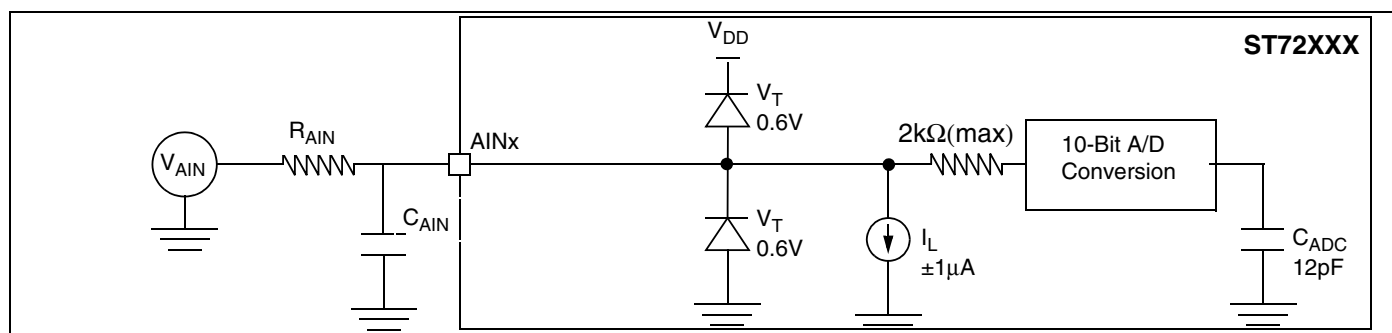 V_DD
ST72XXX
V_T
0.6V
R_AIN
AINx
2kΩ(max)
10-Bit A/D
Conversion
V_AIN
C_AIN
V_T
0.6V
I_L
±1µA
C_ADC
12pF